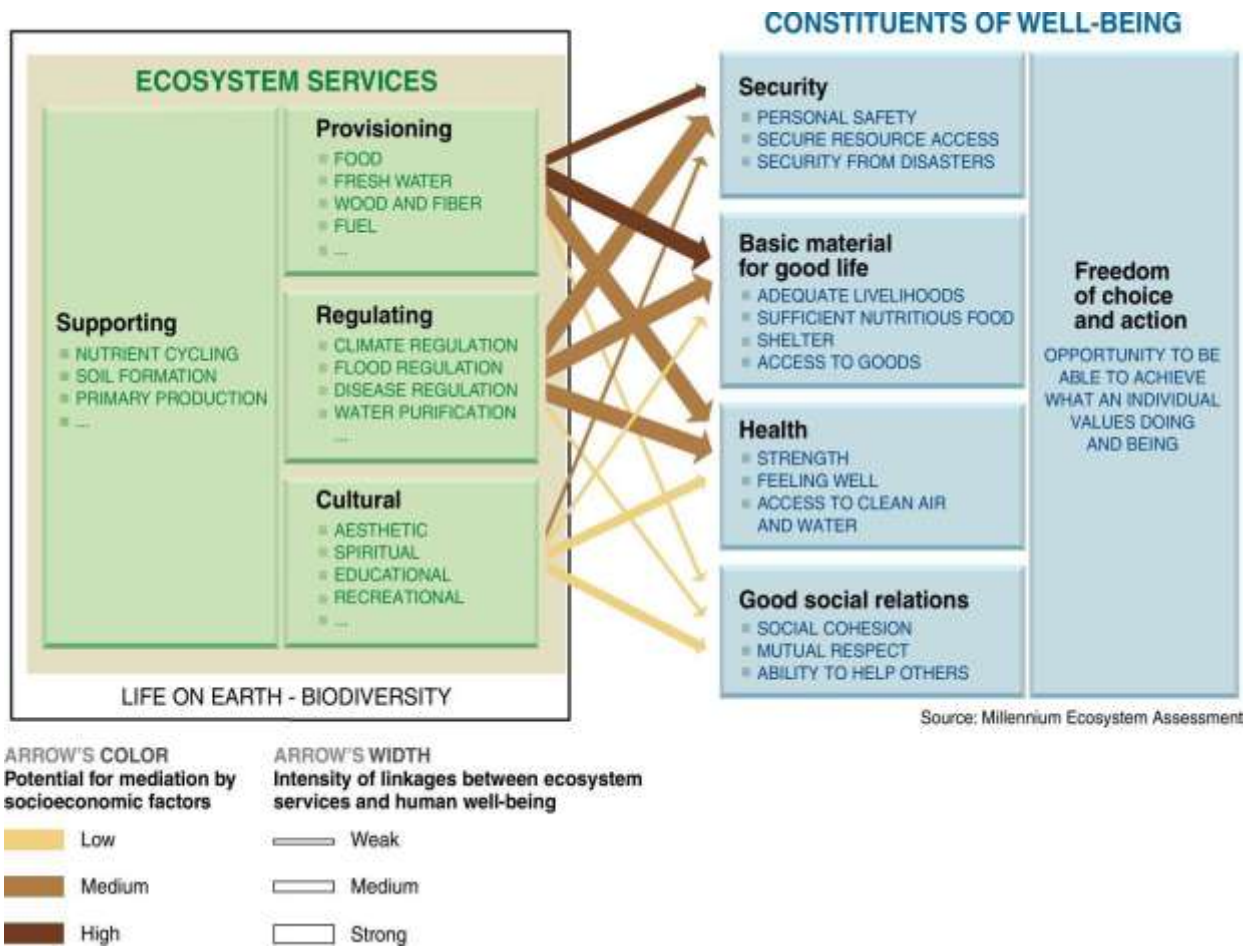 CONSTITUENTS OF WELL-BEING
ECOSYSTEM SERVICES
Supporting
NUTRIENT CYCLING
SOIL FORMATION
PRIMARY PRODUCTION
...
Provisioning
FOOD
FRESH WATER
WOOD AND FIBER
FUEL
...
Regulating
CLIMATE REGULATION
FLOOD REGULATION
DISEASE REGULATION
WATER PURIFICATION
...
Cultural
AESTHETIC
SPIRITUAL
EDUCATIONAL
RECREATIONAL
...
LIFE ON EARTH - BIODIVERSITY
Security
PERSONAL SAFETY
SECURE RESOURCE ACCESS
SECURITY FROM DISASTERS
Basic material
for good life
ADEQUATE LIVELIHOODS
SUFFICIENT NUTRITIOUS FOOD
SHELTER
ACCESS TO GOODS
Health
STRENGTH
FEELING WELL
ACCESS TO CLEAN AIR
AND WATER
Good social relations
SOCIAL COHESION
MUTUAL RESPECT
ABILITY TO HELP OTHERS
Freedom
of choice
and action
OPPORTUNITY TO BE
ABLE TO ACHIEVE
WHAT AN INDIVIDUAL
VALUES DOING
AND BEING
Source: Millennium Ecosystem Assessment
ARROW'S COLOR
Potential for mediation by
socioeconomic factors
Low
Medium
High
ARROW'S WIDTH
Intensity of linkages between ecosystem
services and human well-being
Weak
Medium
Strong